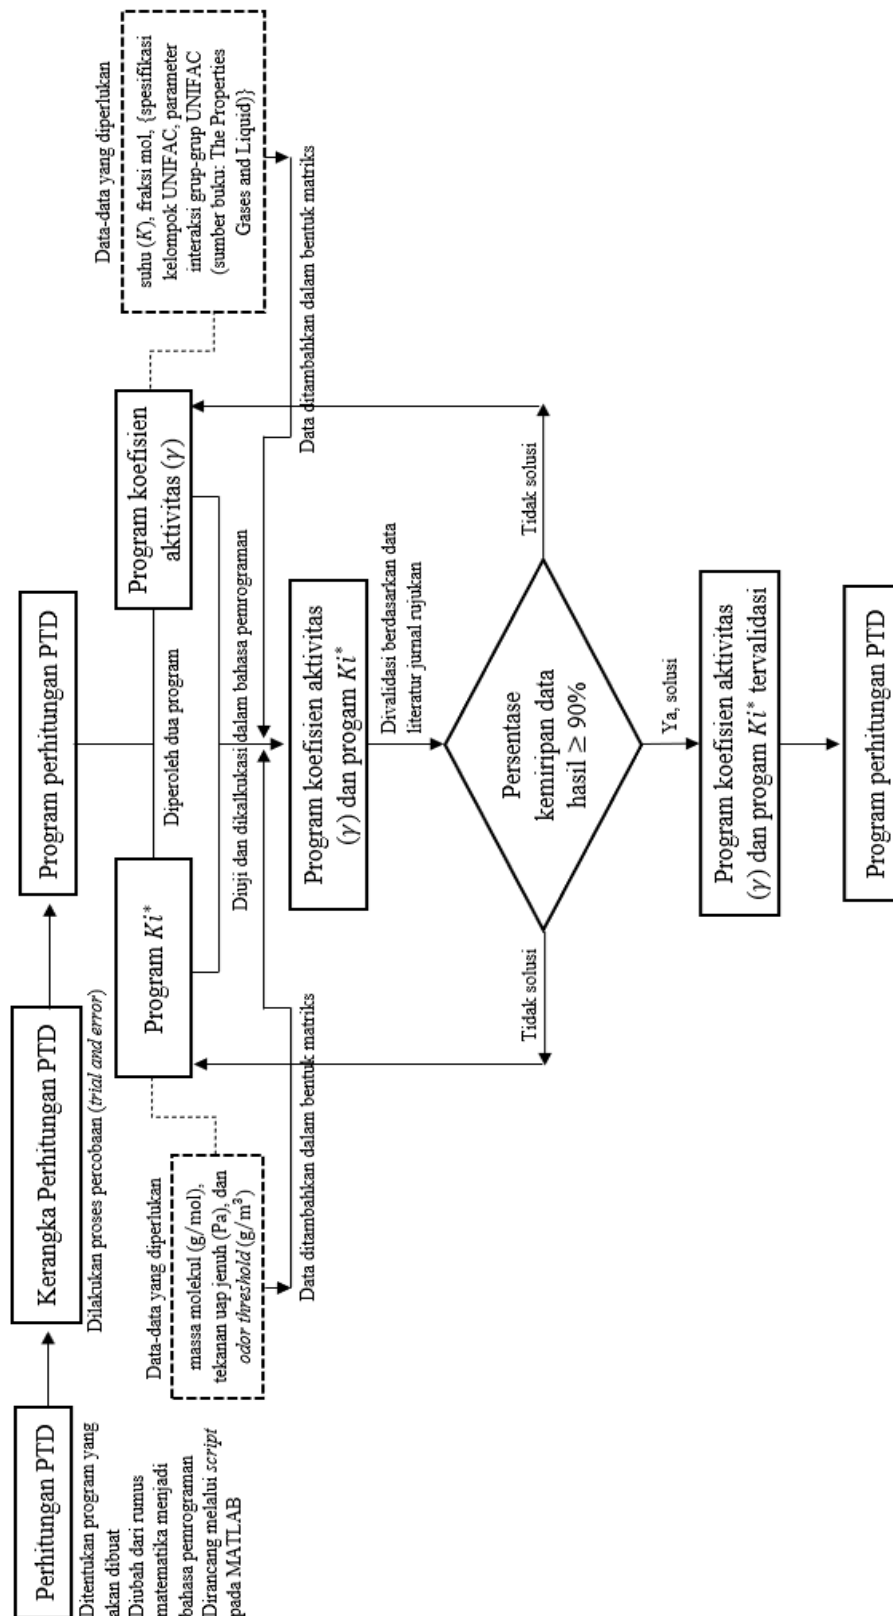 Perhitungan PTD
Ditentukan program yang
akan dibuat
Diubah dari rumus
matematika menjadi
bahasa pemrograman
Dirancang melalui script
pada MATLAB
Kerangka Perhitungan PTD
Dilakukan proses percobaan (trial and error)
Program perhitungan PTD
Diperoleh dua program
Data-data yang diperlukan
massa molekul (g/mol),
tekanan uap jenuh (Pa), dan
odor threshold (g/m³)
Program Ki*
Program koefisien
aktivitas (γ)
Data-data yang diperlukan
suhu (K), fraksi mol, {spesifikasi
kelompok UNIFAC, parameter
interaksi grup-grup UNIFAC
(sumber buku: The Properties
Gases and Liquid)}
Diuji dan dikalkukasi dalam bahasa pemrograman
Data ditambahkan dalam bentuk matriks
Data ditambahkan dalam bentuk matriks
Program koefisien aktivitas
(γ) dan progam Ki*
Divalidasi berdasarkan data
literatur jurnal rujukan
Tidak solusi
Persentase
kemiripan data
hasil ≥ 90%
Tidak solusi
Ya, solusi
Program koefisien aktivitas
(γ) dan progam Ki* tervalidasi
Program perhitungan PTD